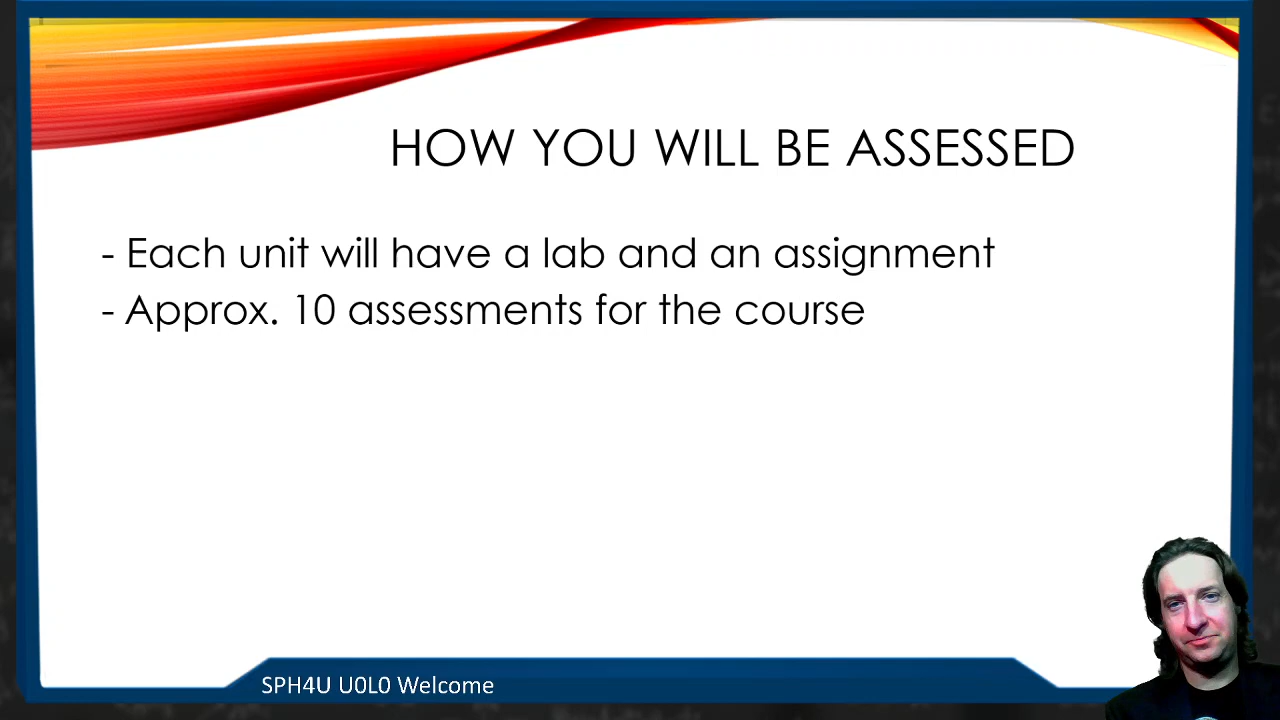 HOW YOU WILL BE ASSESSED
- Each unit will have a lab and an assignment
- Approx. 10 assessments for the course
SPH4U U0L0 Welcome